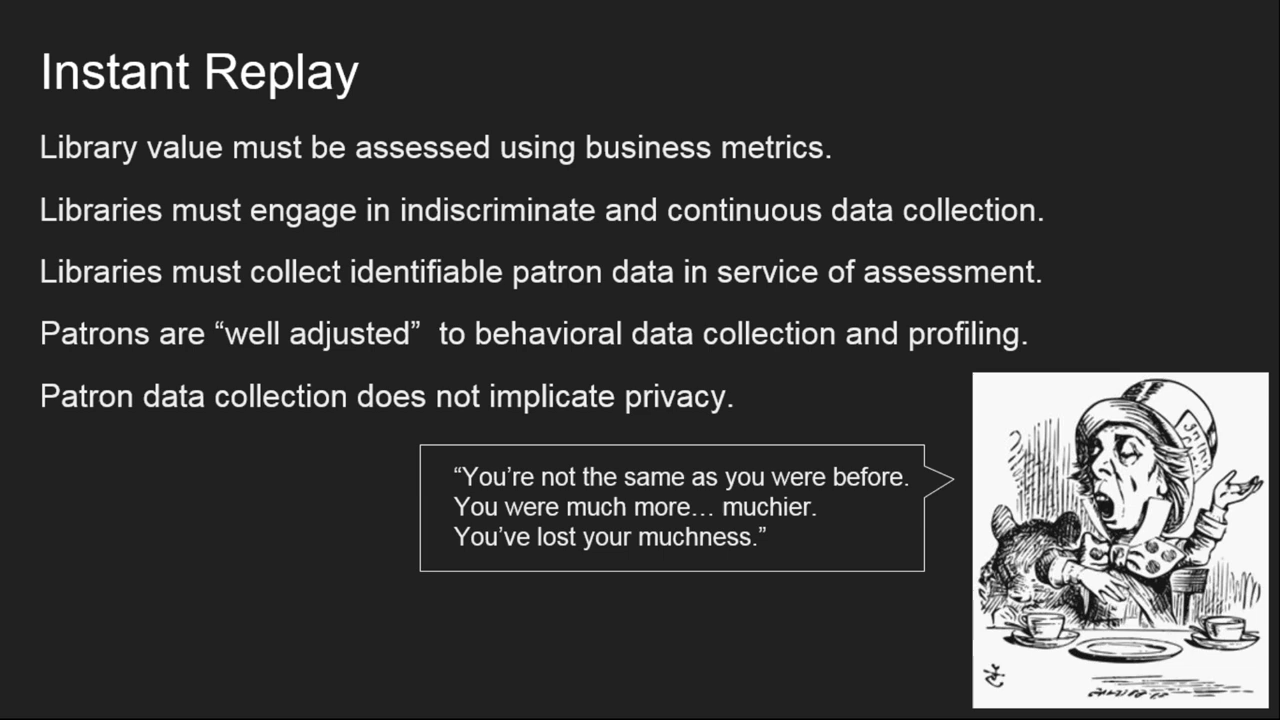 Instant Replay
Library value must be assessed using business metrics.
Libraries must engage in indiscriminate and continuous data collection.
Libraries must collect identifiable patron data in service of assessment.
Patrons are “well adjusted”  to behavioral data collection and profiling.
Patron data collection does not implicate privacy.
“You’re not the same as you were before.
You were much more… muchier.
You’ve lost your muchness.”